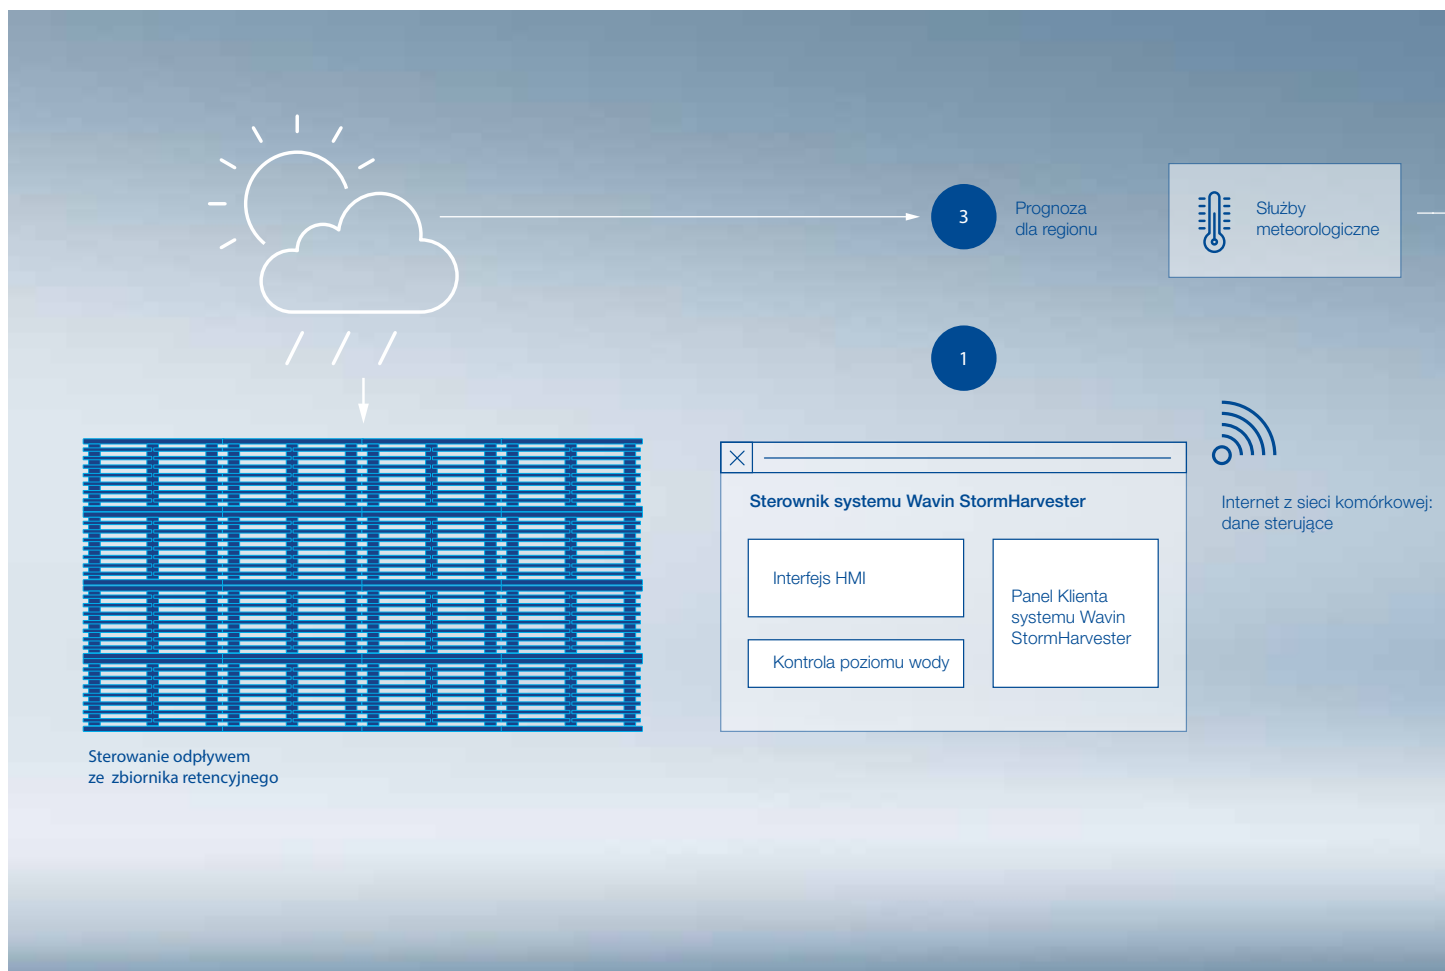 3
Prognoza
dla regionu
Służby
meteorologiczne
1
Internet z sieci komórkowej:
dane sterujące
Sterownik systemu Wavin StormHarvester
Interfejs HMI
Kontrola poziomu wody
Panel Klienta
systemu Wavin
StormHarvester
Sterowanie odpływem
ze zbiornika retencyjnego